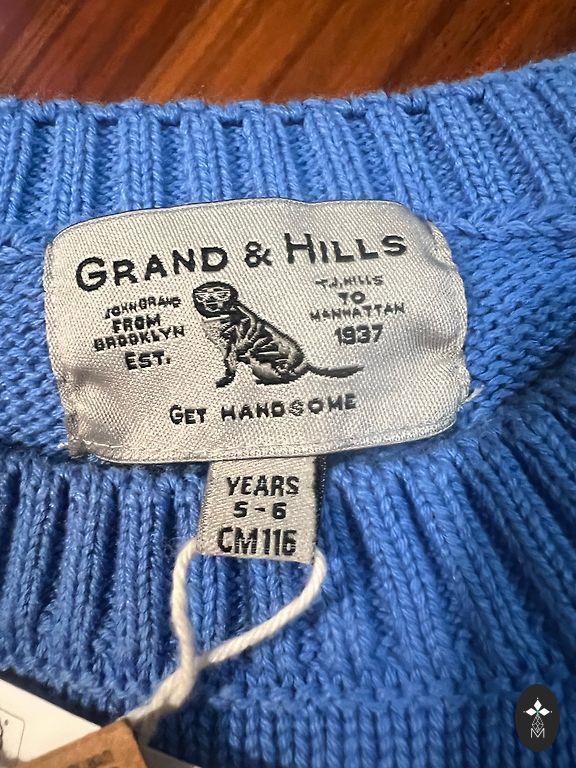 GRAND & HILLS
JOHN GRAND
FROM
BROOKLYN
EST.
T.J. HILLS
TO
MANHATTAN
1937
GET HANDSOME
YEARS
5-6
CM116
M